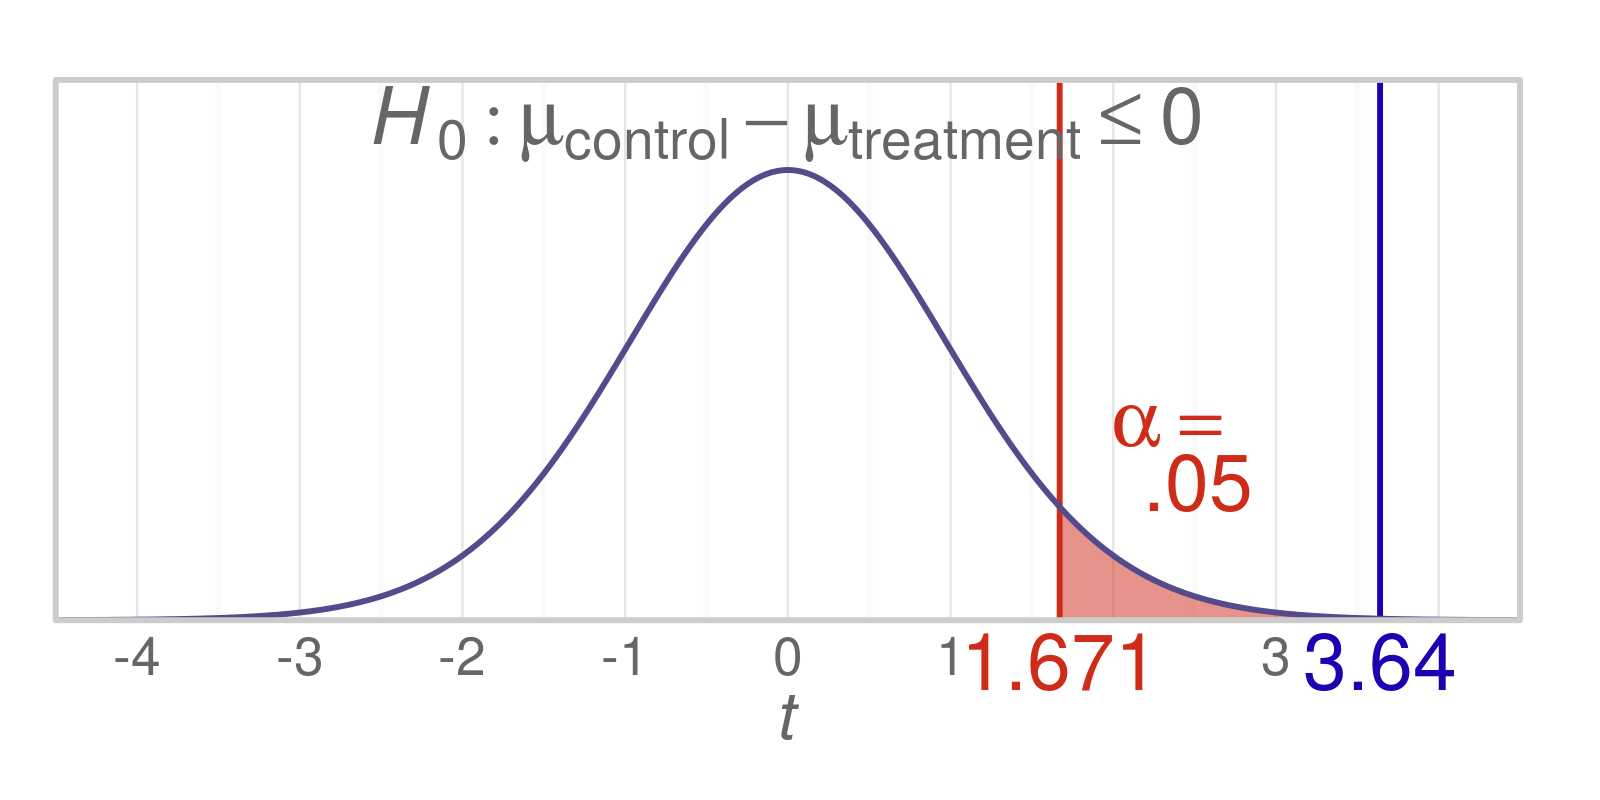 H₀ : μcontrol − μtreatment ≤ 0
α =
.05
-4 -3 -2 -1 0 1 1.671 3 3.64
t